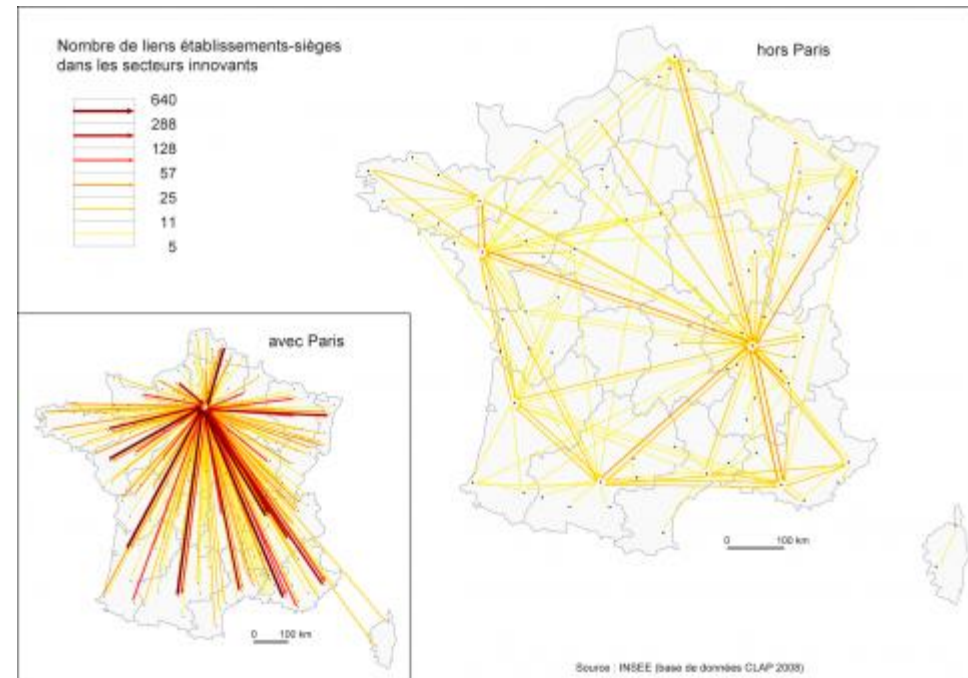 Nombre de liens établissements-sièges
dans les secteurs innovants
640
288
128
57
25
11
5
hors Paris
avec Paris
0 100 km
0 100 km
Source : INSEE (base de données CLAP 2008)